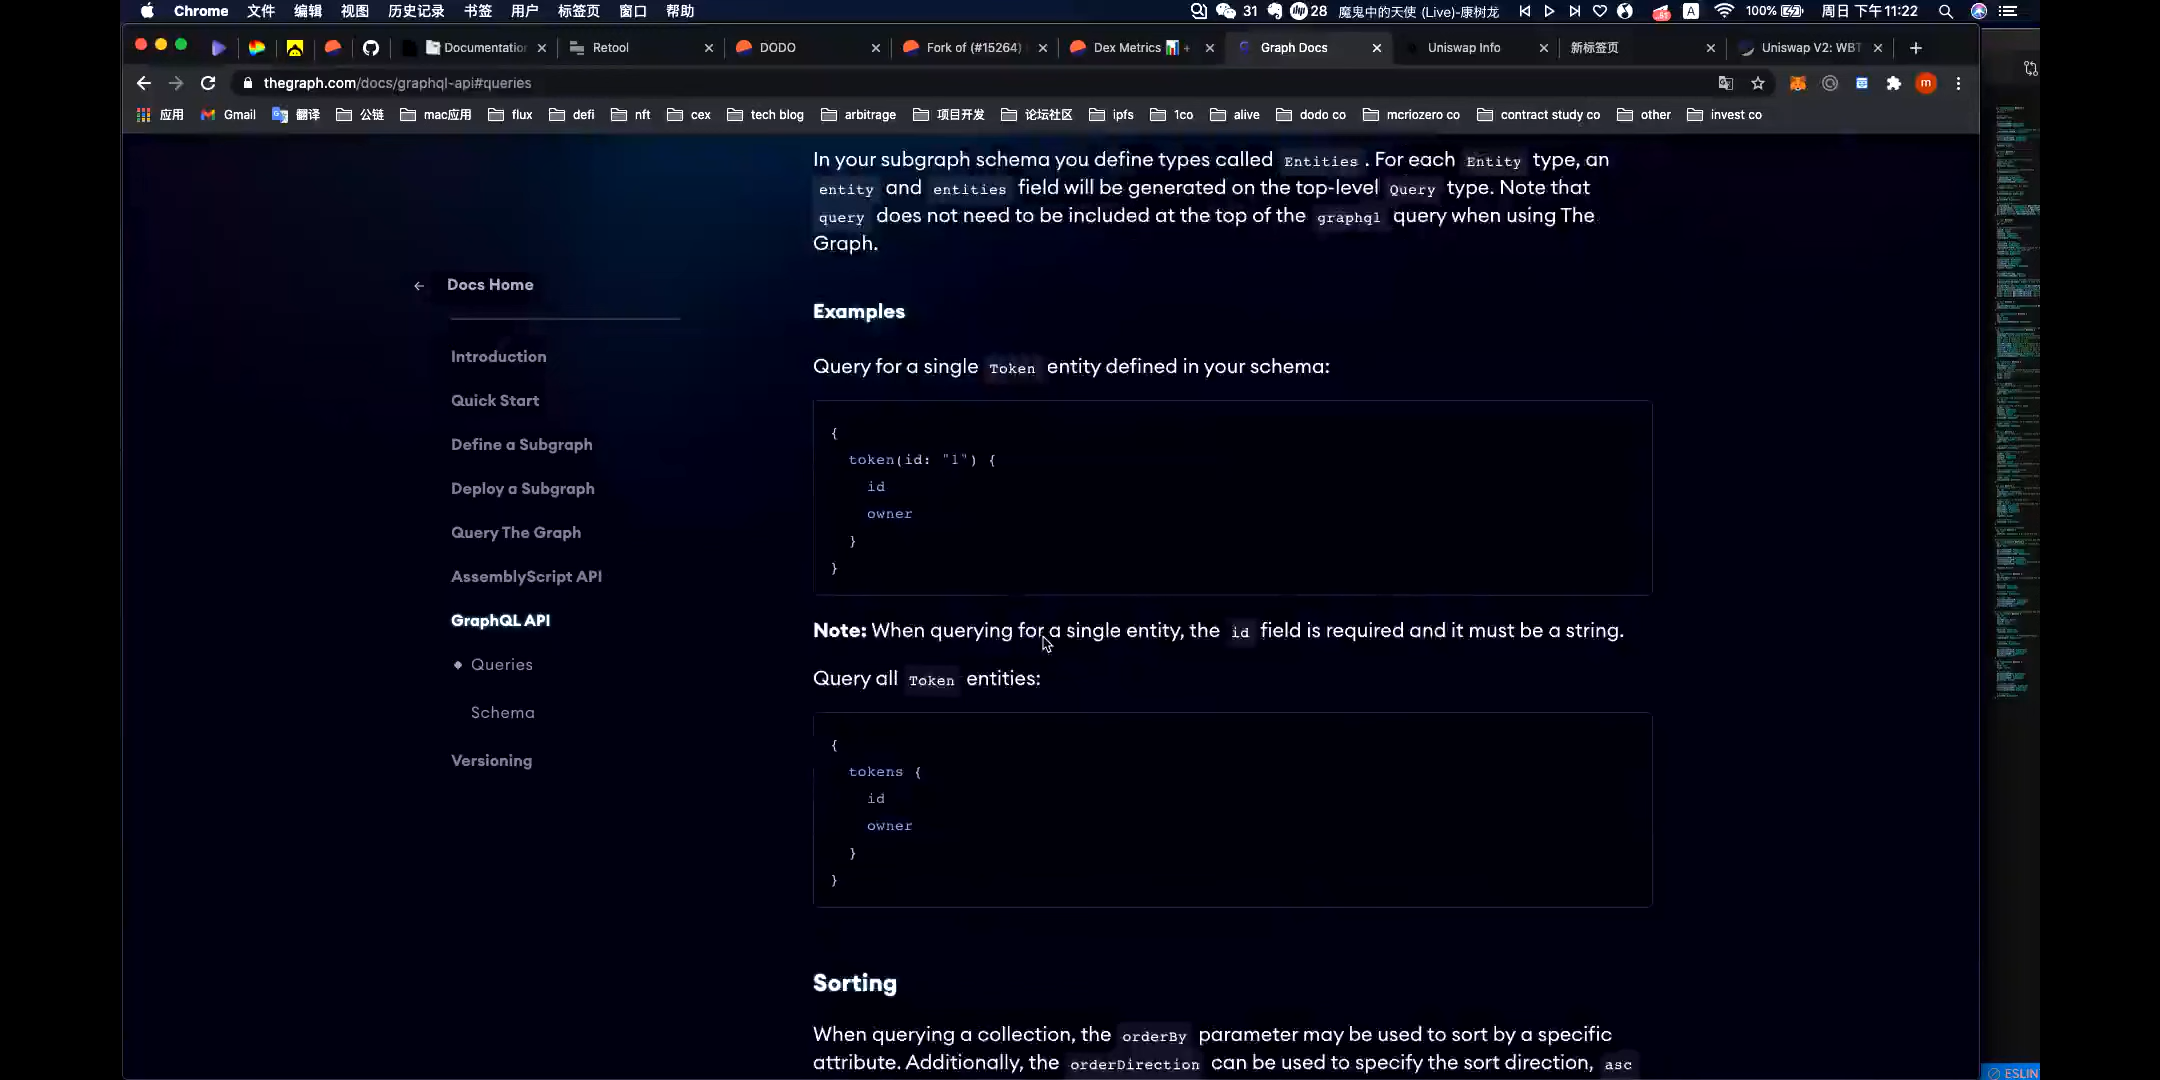 Chrome 文件 编辑 视图 历史记录 书签 用户 标签页 窗口 帮助 31 28 魔鬼中的天使 (Live)-康树龙 A 100% 周日 下午11:22
Documentation Retool DODO Fork of (#15264) Dex Metrics Graph Docs Uniswap Info 新标签页 Uniswap V2: WBT
thegraph.com/docs/graphql-api#queries m
应用 Gmail 翻译 公链 mac应用 flux defi nft cex tech blog arbitrage 项目开发 论坛社区 ipfs 1co alive dodo co mcriozero co contract study co other invest co
In your subgraph schema you define types called Entities . For each Entity type, an
entity and entities field will be generated on the top-level Query type. Note that
query does not need to be included at the top of the graphql query when using The
Graph.
Docs Home
Introduction
Quick Start
Define a Subgraph
Deploy a Subgraph
Query The Graph
AssemblyScript API
GraphQL API
Queries
Schema
Versioning
Examples
Query for a single Token entity defined in your schema:
{
token(id: "1") {
id
owner
}
}
Note: When querying for a single entity, the id field is required and it must be a string.
Query all Token entities:
{
tokens {
id
owner
}
}
Sorting
When querying a collection, the orderBy parameter may be used to sort by a specific
attribute. Additionally, the orderDirection can be used to specify the sort direction, asc
ESLIN